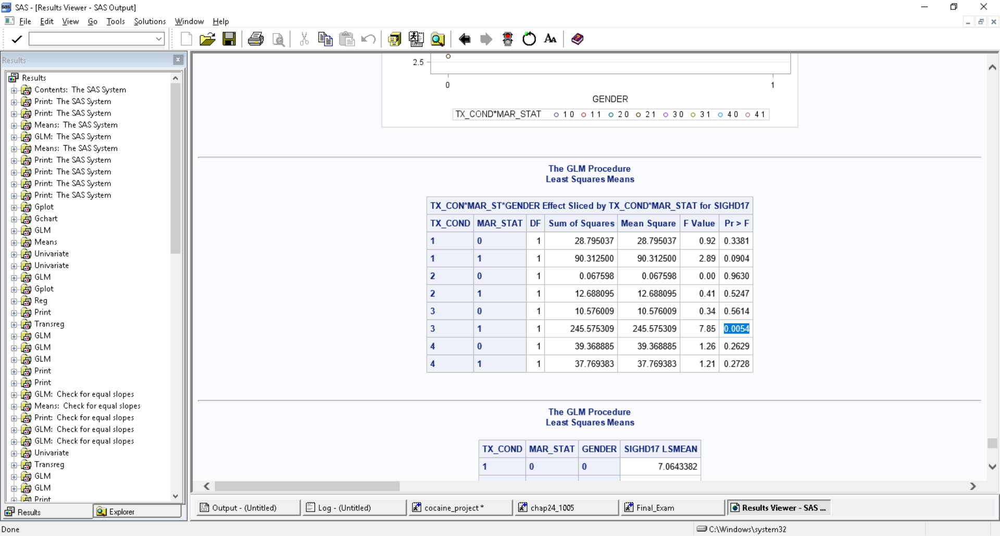 SAS - [Results Viewer - SAS Output]
File Edit View Go Tools Solutions Window Help
Results
Results
Contents: The SAS System
Print: The SAS System
Print: The SAS System
Means: The SAS System
GLM: The SAS System
Means: The SAS System
Print: The SAS System
Print: The SAS System
Print: The SAS System
Print: The SAS System
Gplot
Gchart
GLM
Means
Univariate
Univariate
GLM
Gplot
Reg
Print
Transreg
GLM
GLM
GLM
Print
Print
GLM: Check for equal slopes
Means: Check for equal slopes
Print: Check for equal slopes
GLM: Check for equal slopes
GLM: Check for equal slopes
Univariate
Transreg
GLM
GLM
Print
Results Explorer
2.5
0 1
GENDER
TX_COND*MAR_STAT 1 0 1 1 2 0 2 1 3 0 3 1 4 0 4 1
The GLM Procedure
Least Squares Means
TX_CON*MAR_ST*GENDER Effect Sliced by TX_COND*MAR_STAT for SIGHD17
TX_COND MAR_STAT DF Sum of Squares Mean Square F Value Pr > F
1 0 1 28.795037 28.795037 0.92 0.3381
1 1 1 90.312500 90.312500 2.89 0.0904
2 0 1 0.067598 0.067598 0.00 0.9630
2 1 1 12.688095 12.688095 0.41 0.5247
3 0 1 10.576009 10.576009 0.34 0.5614
3 1 1 245.575309 245.575309 7.85 0.0054
4 0 1 39.368885 39.368885 1.26 0.2629
4 1 1 37.769383 37.769383 1.21 0.2728
The GLM Procedure
Least Squares Means
TX_COND MAR_STAT GENDER SIGHD17 LSMEAN
1 0 0 7.0643382
Output - (Untitled) Log - (Untitled) cocaine_project * chap24_1005 Final_Exam Results Viewer - SAS ...
Done C:\Windows\system32